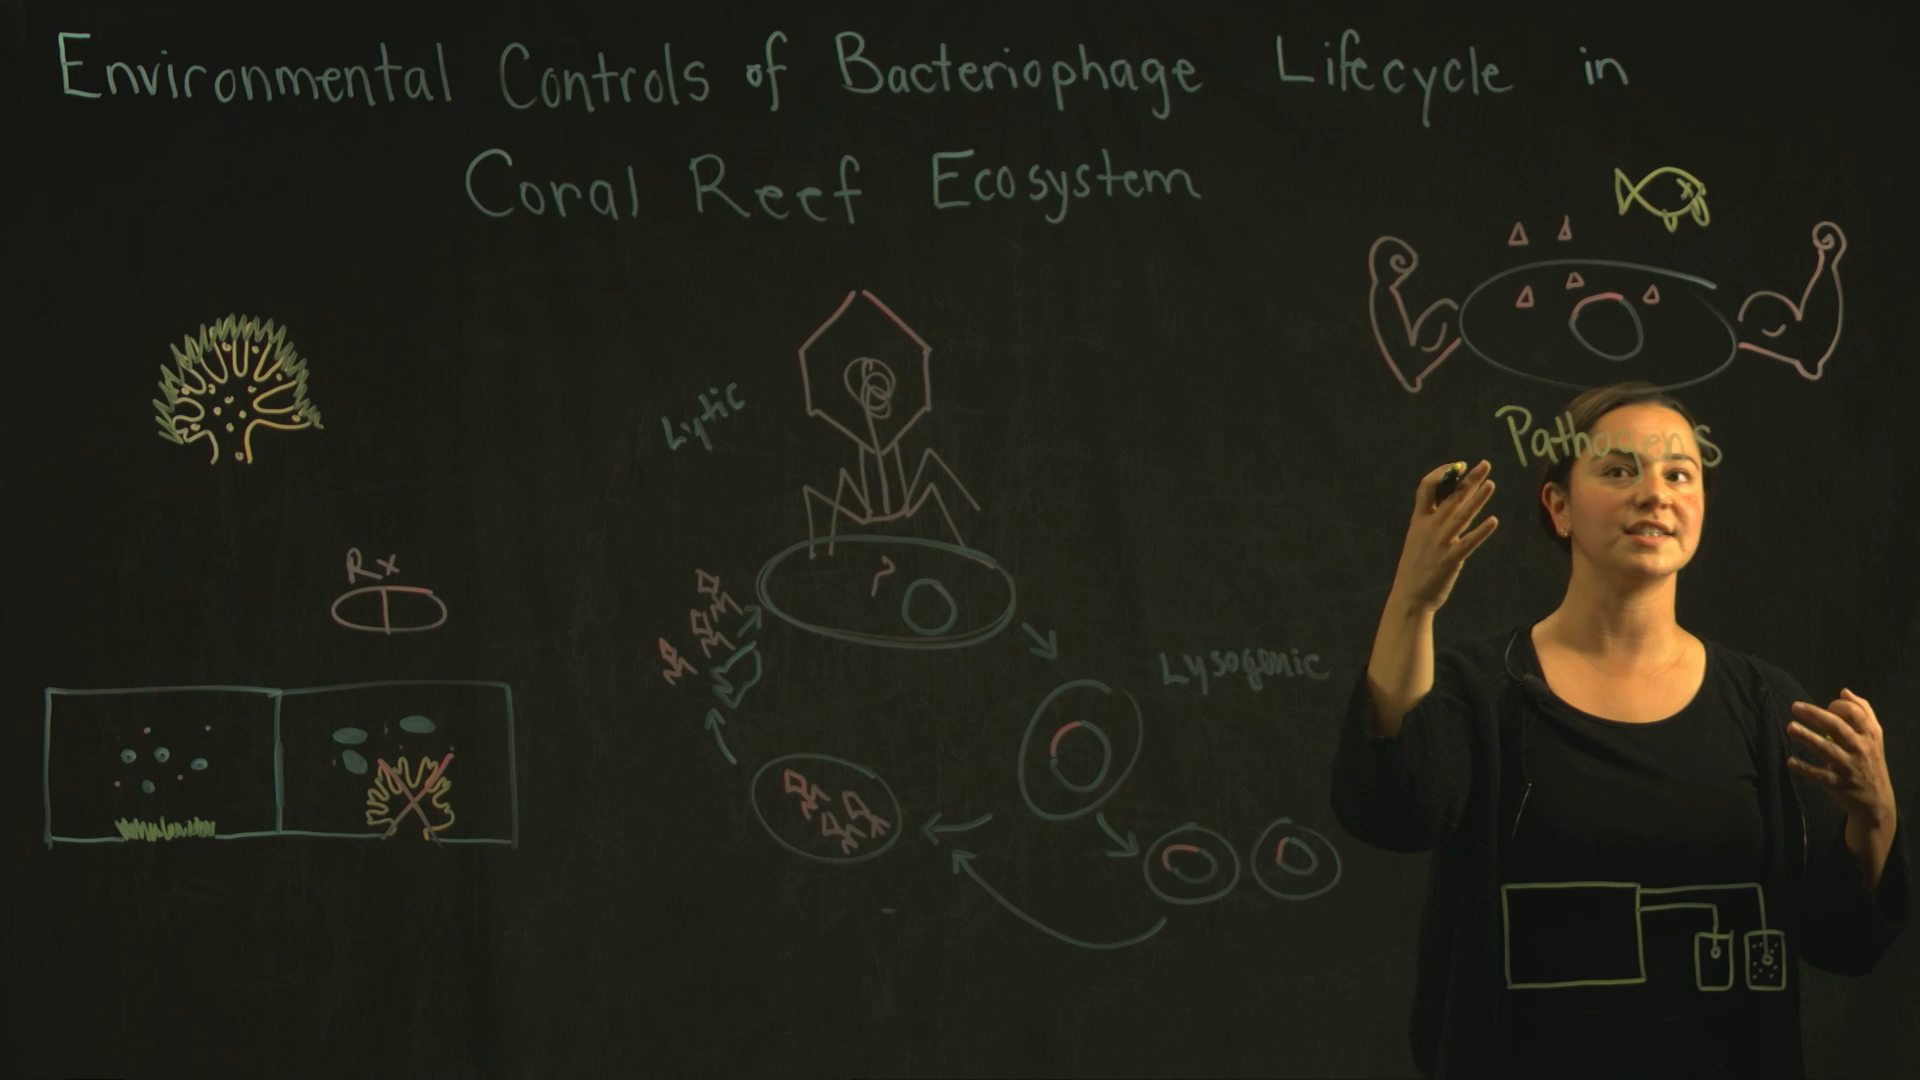 Environmental Controls of Bacteriophage Lifecycle in
Coral Reef Ecosystem
Lytic
Pathogens
Rx
Lysogenic